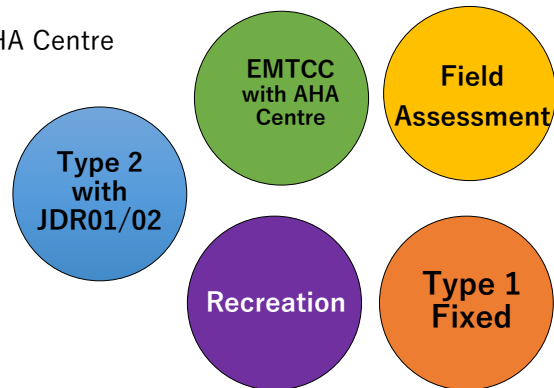 HA Centre
EMTCC
with AHA
Centre
Field
Assessment/
Type 2
with
JDR01/02
Recreation
Type 1
Fixed